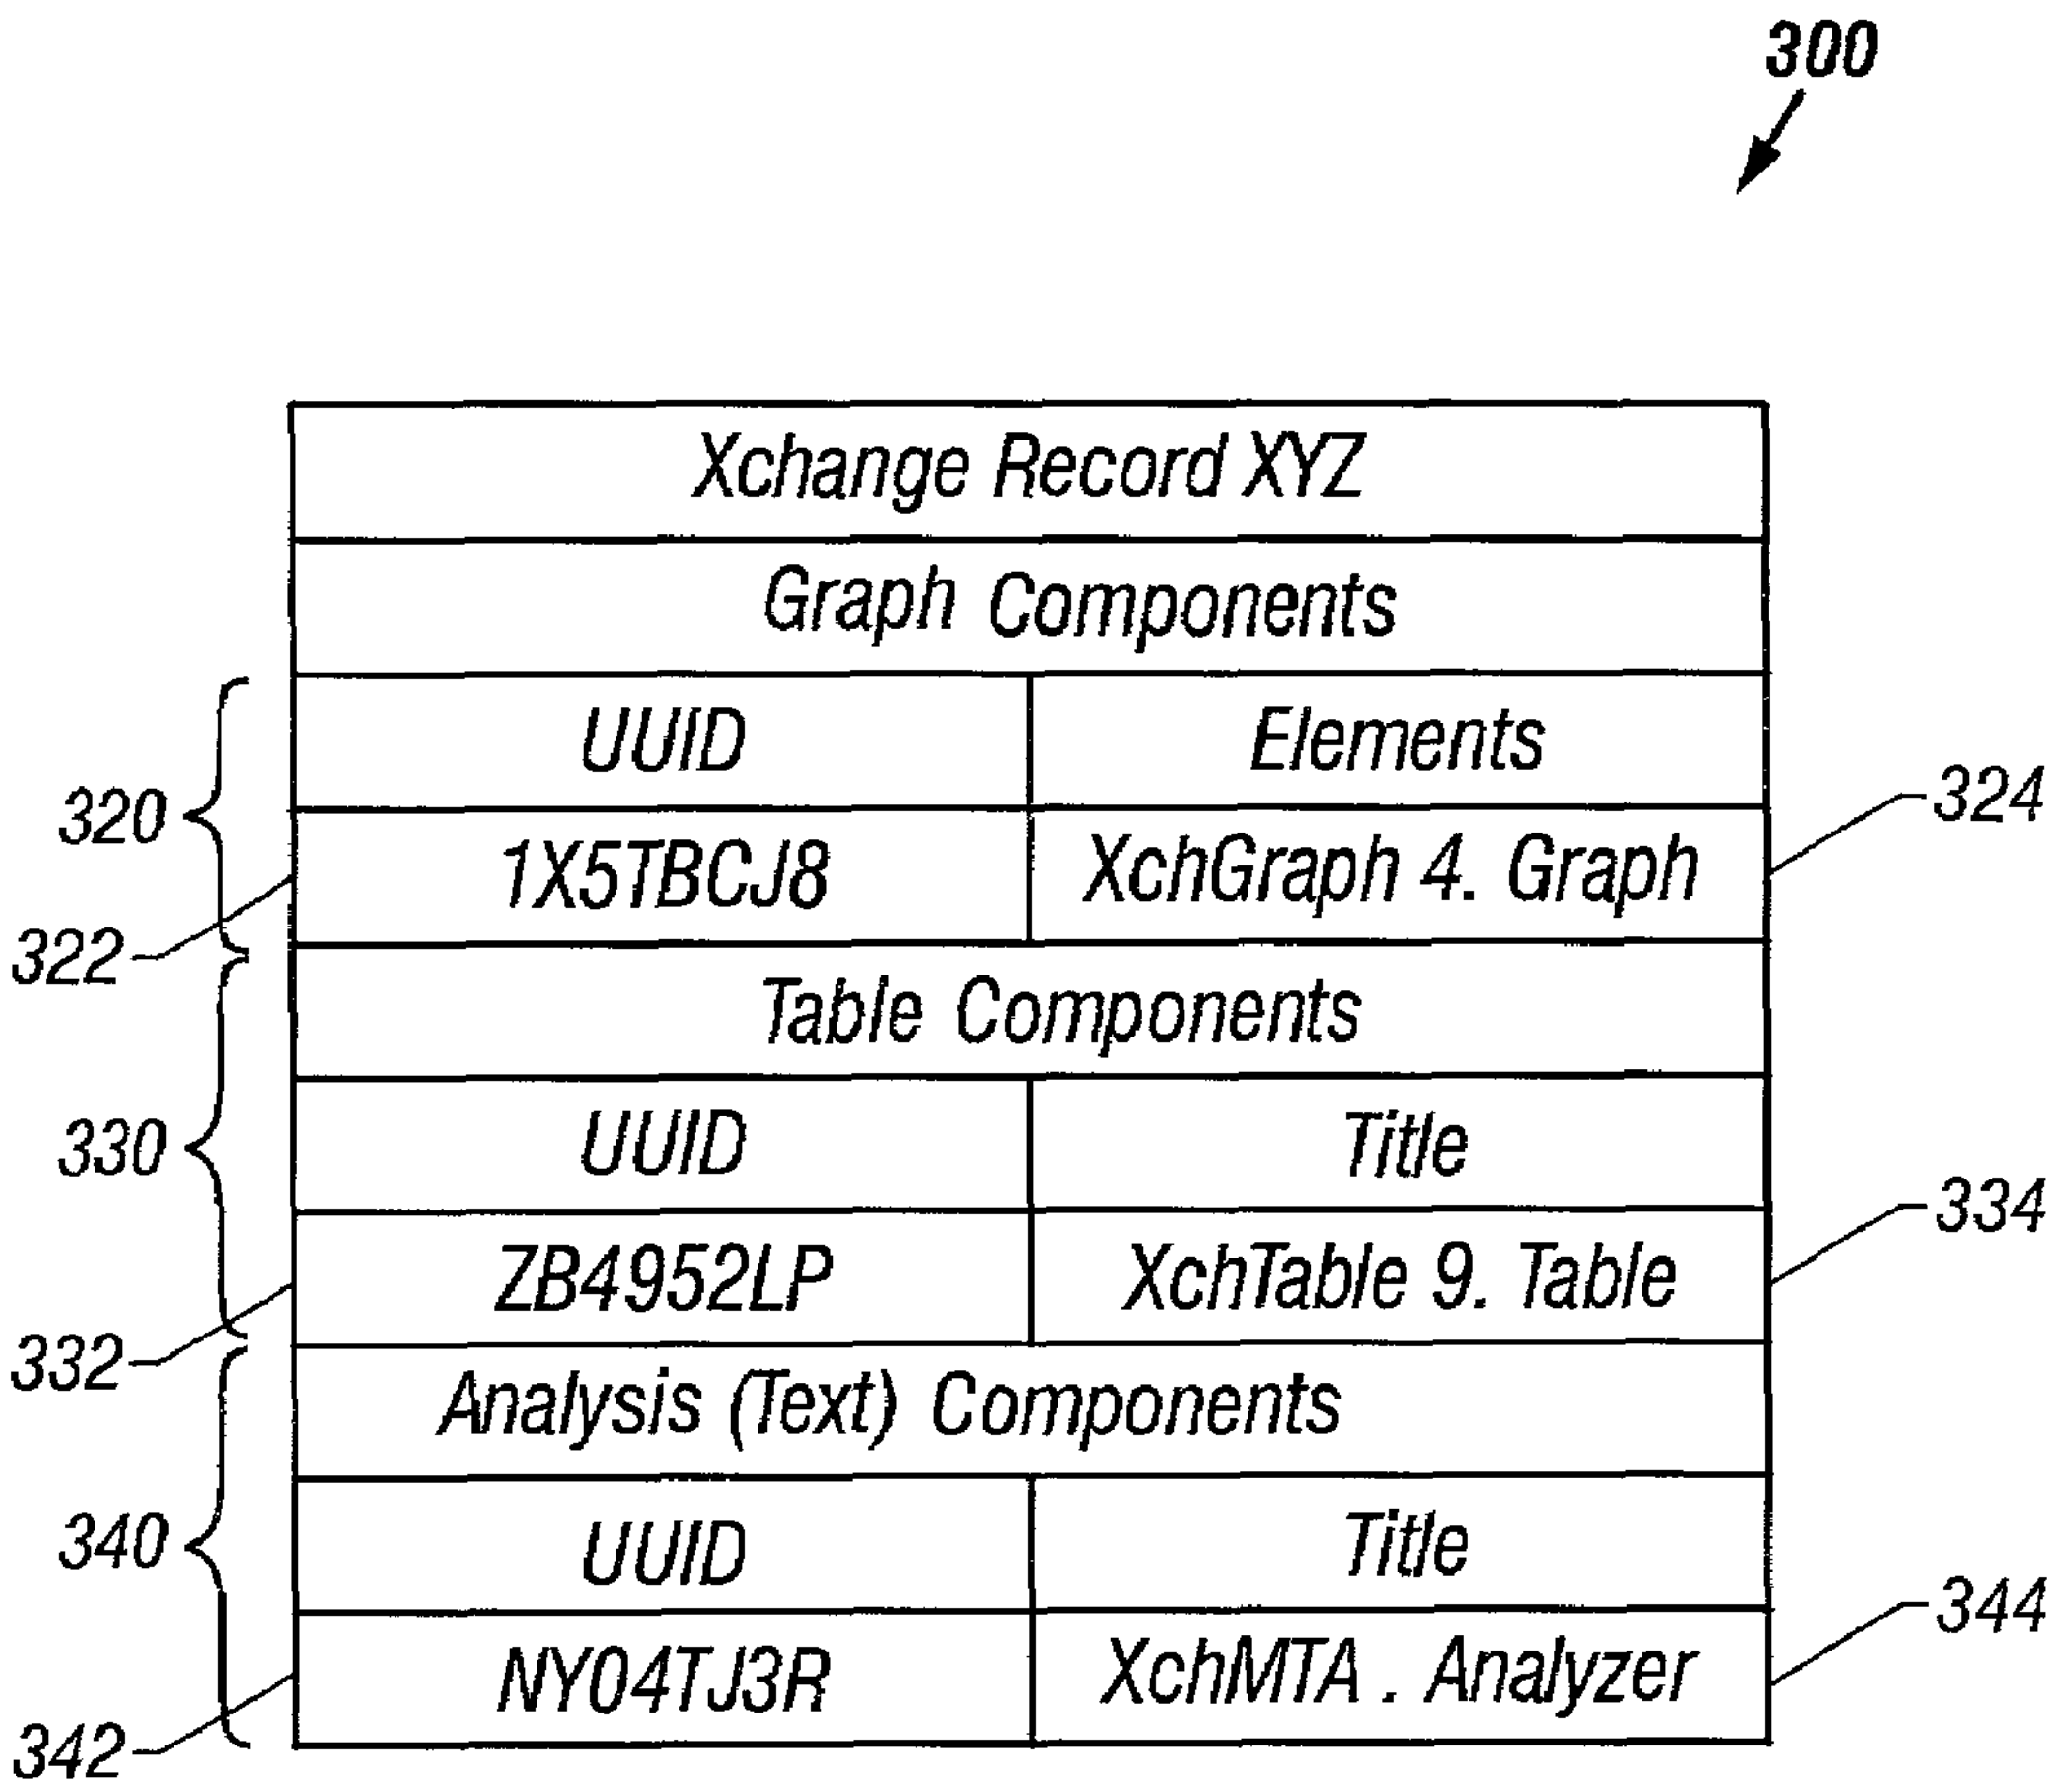 300
Xchange Record XYZ
Graph Components
UUID Elements
320
324
1X5TBCJ8 XchGraph 4. Graph
322
Table Components
UUID Title
330
334
ZB4952LP XchTable 9. Table
332
Analysis (Text) Components
UUID Title
340
344
NY04TJ3R XchMTA . Analyzer
342